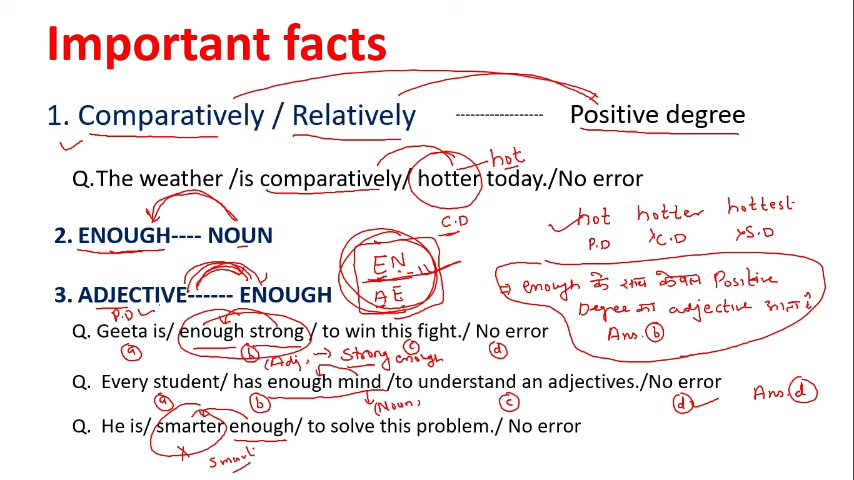 Important facts
1. Comparatively / Relatively ------------------ Positive degree
hot
Q.The weather /is comparatively/ hotter today./No error
C.D
hot hotter hottest
P.D C.D S.D
2. ENOUGH---- NOUN
EN
AE
3. ADJECTIVE------ ENOUGH
P.D
⇒ enough के साथ केवल Positive
Degree का adjective आता है
Ans. b
Q. Geeta is/ enough strong / to win this fight./ No error
a b c d
(Adj, → Strong enough
Q. Every student/ has enough mind /to understand an adjectives./No error
a b (Noun, c d
Ans. d
Q. He is/ smarter enough/ to solve this problem./ No error
Smart